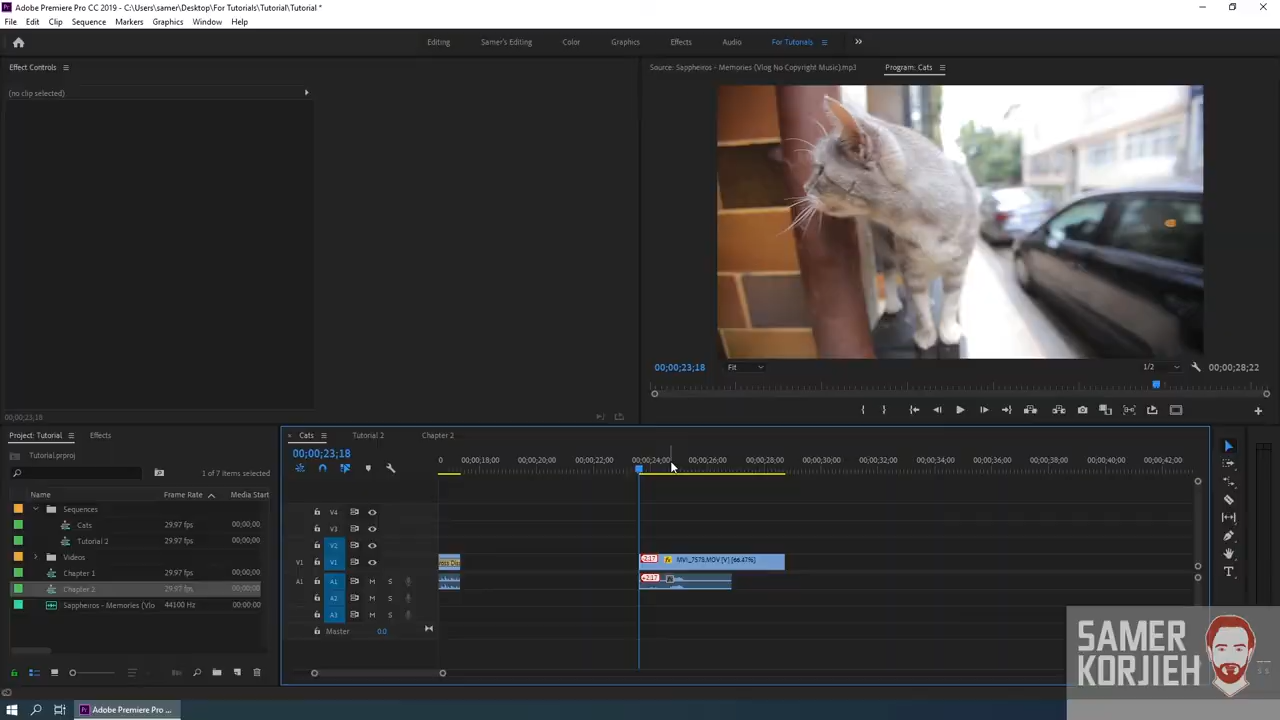 Adobe Premiere Pro CC 2019 - C:\Users\samer\Desktop\For Tutorials\Tutorial\Tutorial *
File Edit Clip Sequence Markers Graphics Window Help
Editing Samer's Editing Color Graphics Effects Audio For Tutorials
Effect Controls
Source: Sappheiros - Memories (Vlog No Copyright Music).mp3 Program: Cats
(no clip selected)
00;00;23;18 Fit 1/2 00;00;28;22
00;00;23;18
Project: Tutorial Effects
Cats Tutorial 2 Chapter 2
Tutorial.prproj
00;00;23;18
1 of 7 items selected
0 00;00;18;00 00;00;20;00 00;00;22;00 00;00;24;00 00;00;26;00 00;00;28;00 00;00;30;00 00;00;32;00 00;00;34;00 00;00;36;00 00;00;38;00 00;00;40;00 00;00;42;00
Name Frame Rate Media Start
Sequences
Cats 29.97 fps 00;00;00
Tutorial 2 29.97 fps 00;00;00
Videos
Chapter 1 29.97 fps 00;00;00
Chapter 2 29.97 fps 00;00;00
Sappheiros - Memories (Vlo 44100 Hz 00:00:00
V4
V3
V2
V1 V1 MVI_7578.MOV [V] [66.47%]
A1 A1 M S
A2 M S
A3 M S
Master 0.0
SAMER
KORJIEH
Adobe Premiere Pro ...